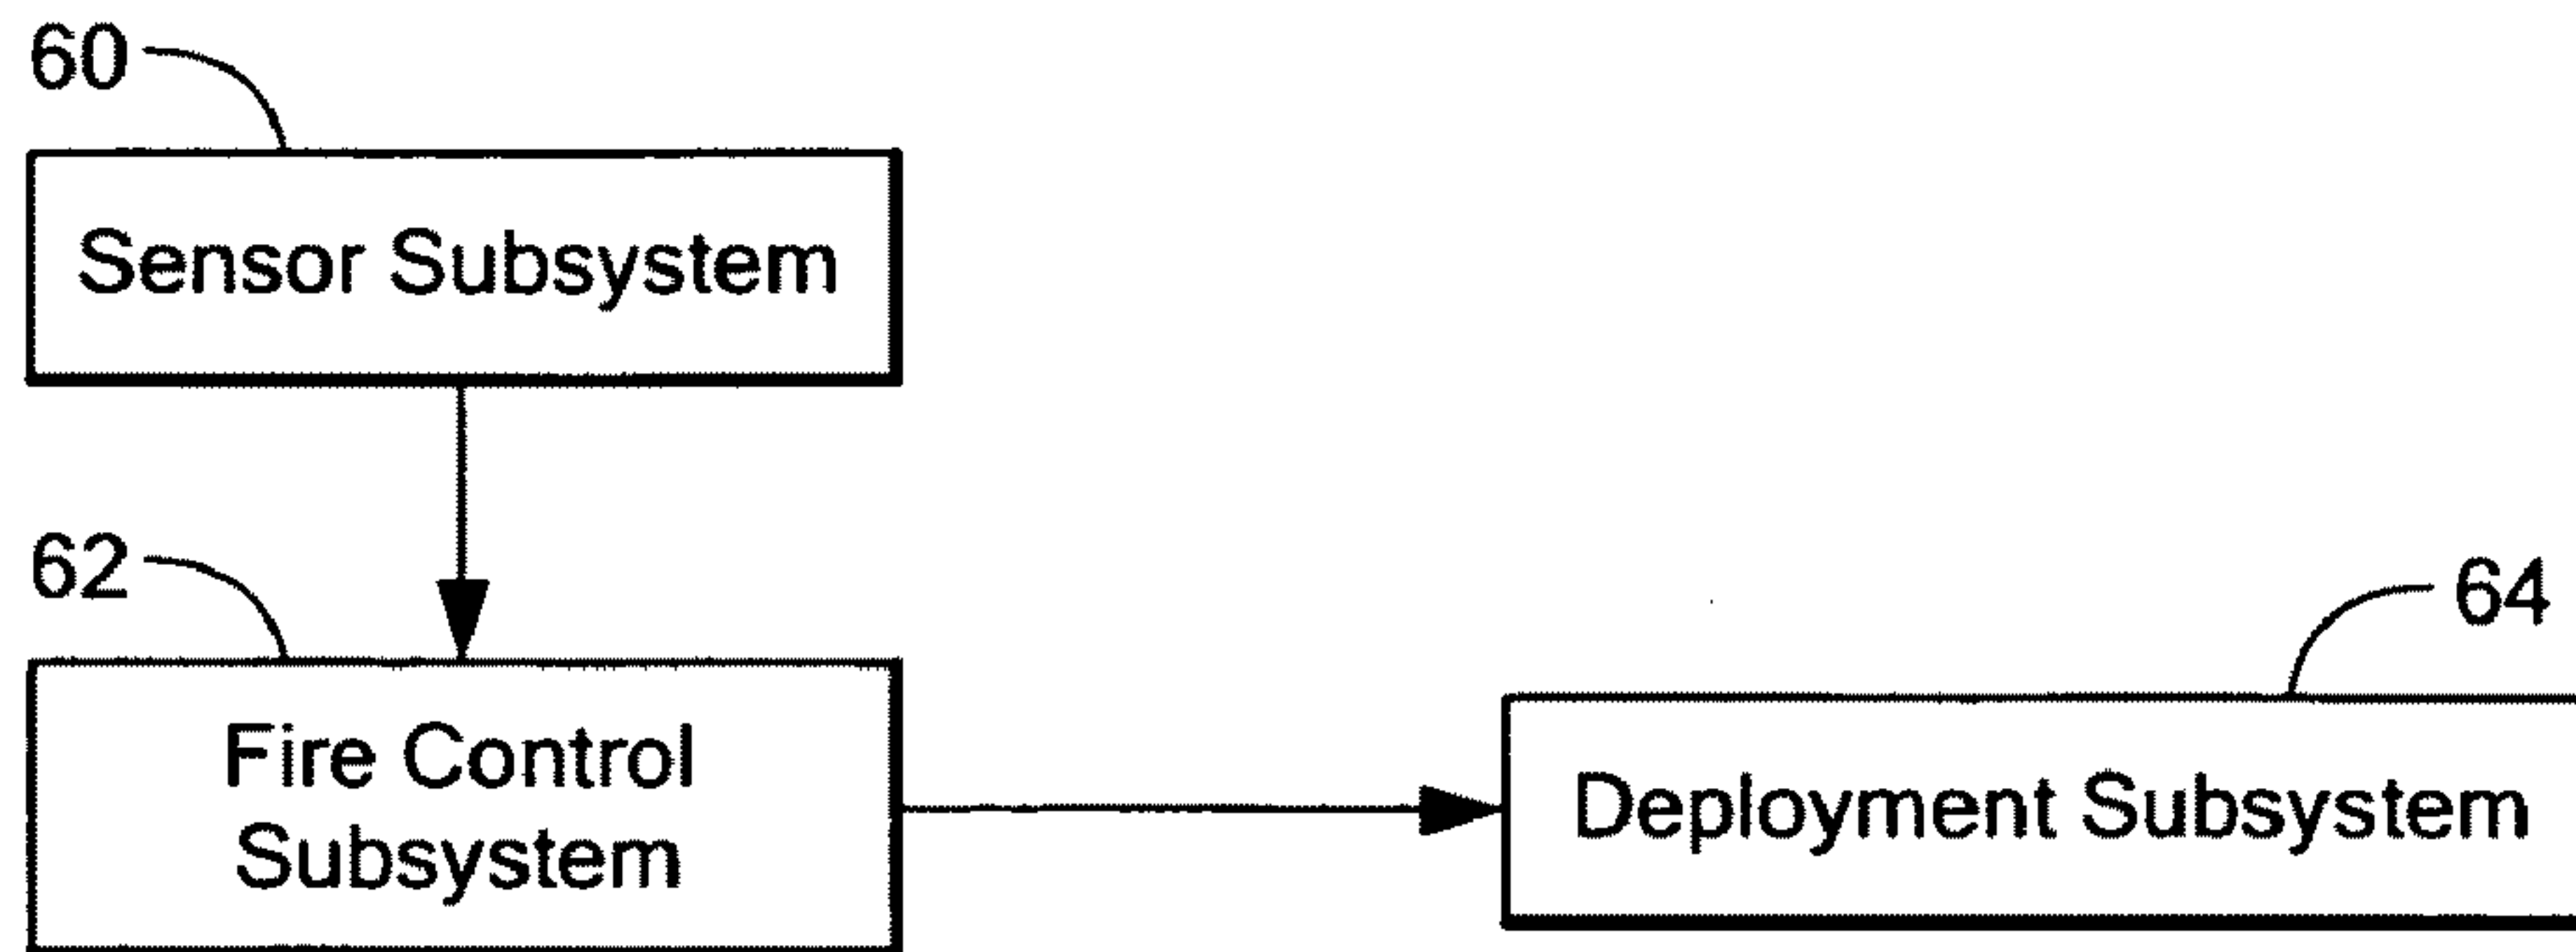 60
Sensor Subsystem
62
64
Fire Control
Subsystem
Deployment Subsystem